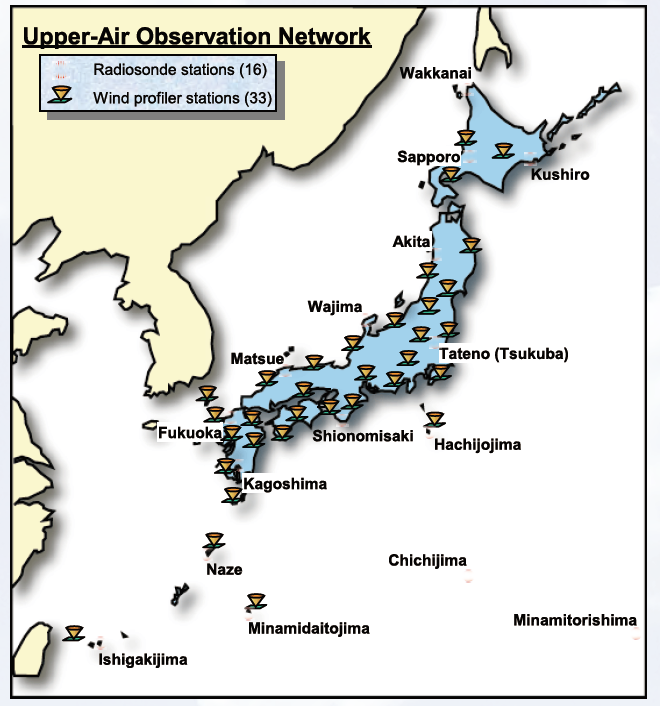 Upper-Air Observation Network
Radiosonde stations (16)
Wind profiler stations (33)
Wakkanai
Sapporo
Kushiro
Akita
Wajima
Matsue
Tateno (Tsukuba)
Fukuoka
Shionomisaki
Hachijojima
Kagoshima
Naze
Chichijima
Minamidaitojima
Minamitorishima
Ishigakijima